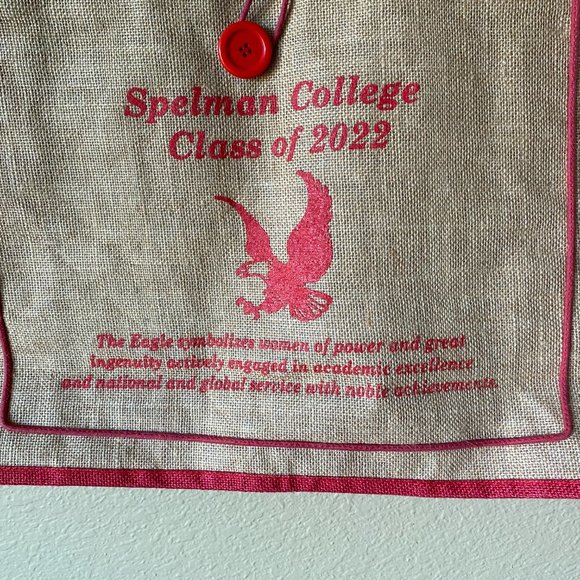 Spelman College
Class of 2022
The Eagle symbolizes women of power and great
ingenuity actively engaged in academic excellence
and national and global service with noble achievements.